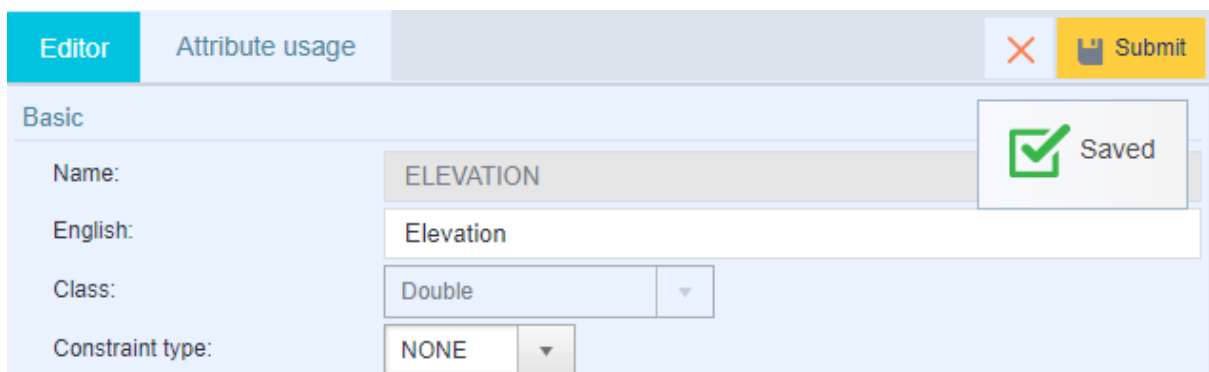 Editor Attribute usage Submit
Basic
Saved
Name: ELEVATION
English: Elevation
Class: Double
Constraint type: NONE